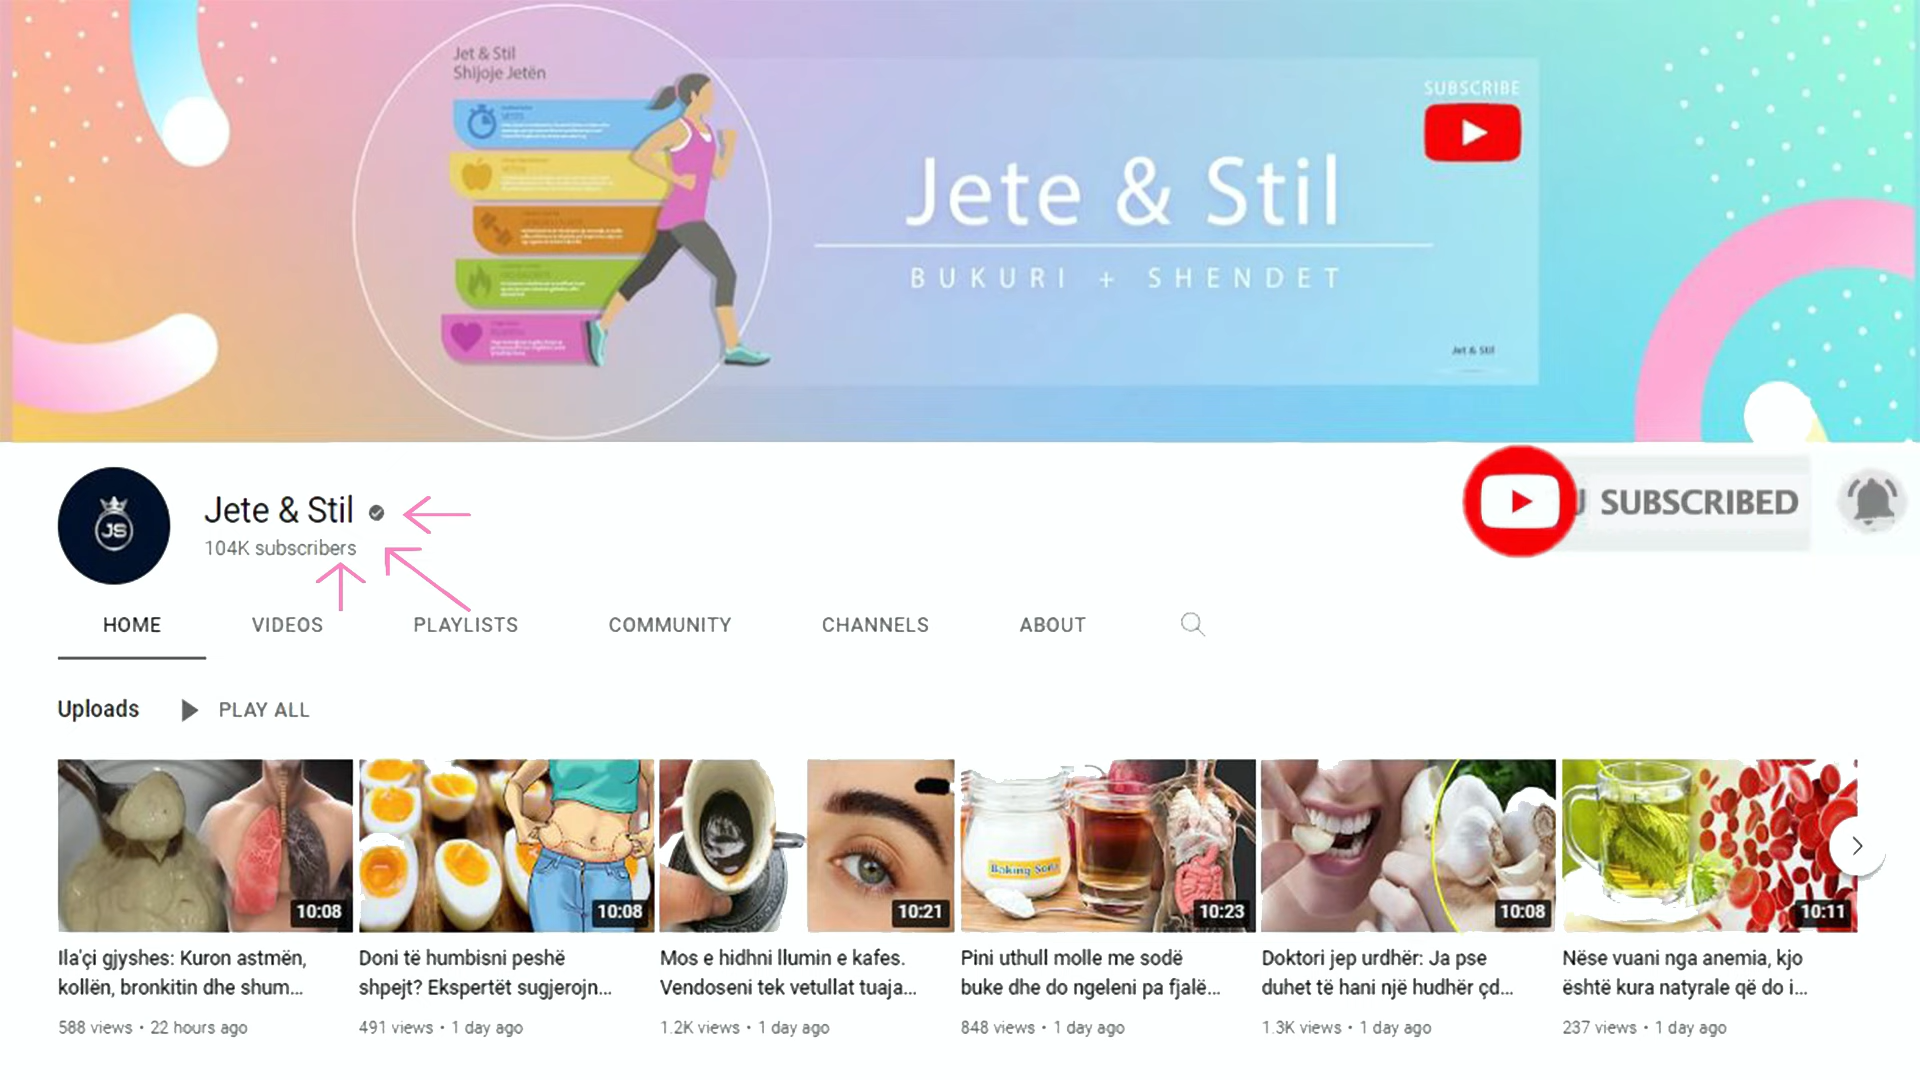 Jet & Stil
Shijoje Jetën
SUBSCRIBE
Jete & Stil
BUKURI + SHENDET
Jet & Stil
JS
Jete & Stil
104K subscribers
SUBSCRIBED
HOME VIDEOS PLAYLISTS COMMUNITY CHANNELS ABOUT
Uploads PLAY ALL
Baking Soda
10:08 10:08 10:21 10:23 10:08 10:11
Ila'çi gjyshes: Kuron astmën,
kollën, bronkitin dhe shum...
588 views • 22 hours ago
Doni të humbisni peshë
shpejt? Ekspertët sugjerojn...
491 views • 1 day ago
Mos e hidhni llumin e kafes.
Vendoseni tek vetullat tuaja...
1.2K views • 1 day ago
Pini uthull molle me sodë
buke dhe do ngeleni pa fjalë...
848 views • 1 day ago
Doktori jep urdhër: Ja pse
duhet të hani një hudhër çd...
1.3K views • 1 day ago
Nëse vuani nga anemia, kjo
është kura natyrale që do i...
237 views • 1 day ago